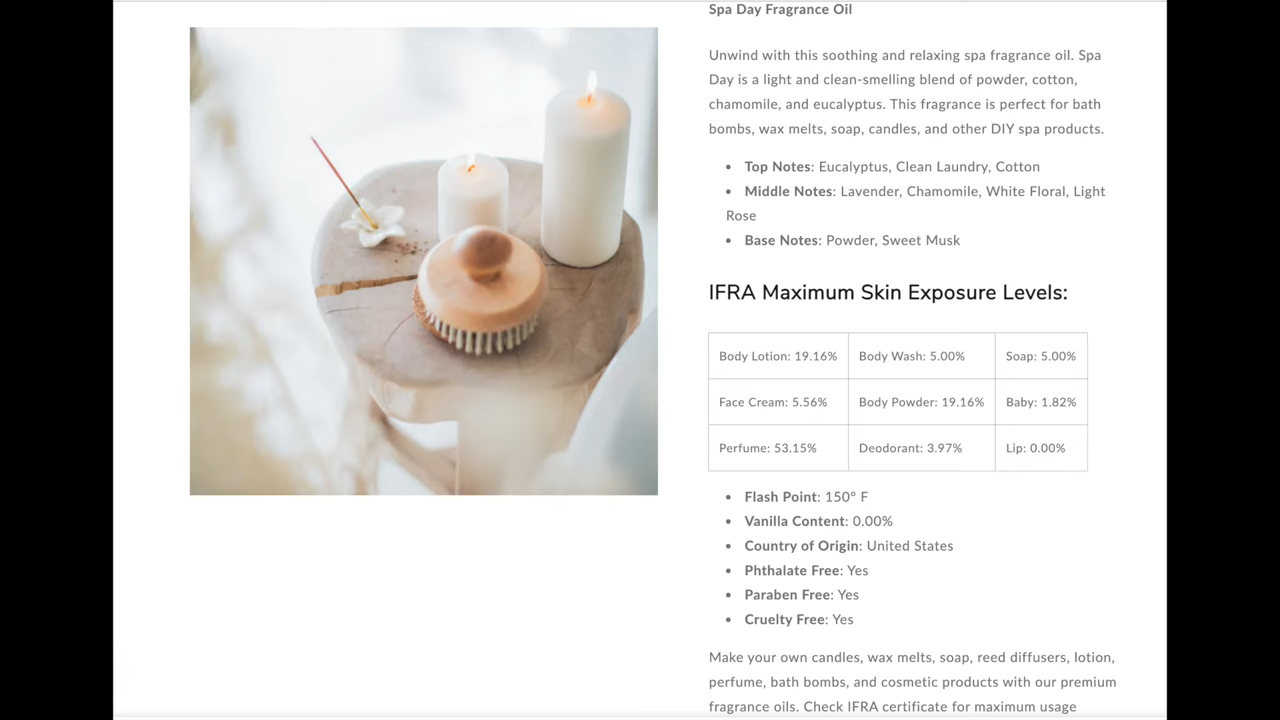 Spa Day Fragrance Oil
Unwind with this soothing and relaxing spa fragrance oil. Spa
Day is a light and clean-smelling blend of powder, cotton,
chamomile, and eucalyptus. This fragrance is perfect for bath
bombs, wax melts, soap, candles, and other DIY spa products.
• Top Notes: Eucalyptus, Clean Laundry, Cotton
• Middle Notes: Lavender, Chamomile, White Floral, Light
Rose
• Base Notes: Powder, Sweet Musk
IFRA Maximum Skin Exposure Levels:
Body Lotion: 19.16% Body Wash: 5.00% Soap: 5.00%
Face Cream: 5.56% Body Powder: 19.16% Baby: 1.82%
Perfume: 53.15% Deodorant: 3.97% Lip: 0.00%
• Flash Point: 150° F
• Vanilla Content: 0.00%
• Country of Origin: United States
• Phthalate Free: Yes
• Paraben Free: Yes
• Cruelty Free: Yes
Make your own candles, wax melts, soap, reed diffusers, lotion,
perfume, bath bombs, and cosmetic products with our premium
fragrance oils. Check IFRA certificate for maximum usage